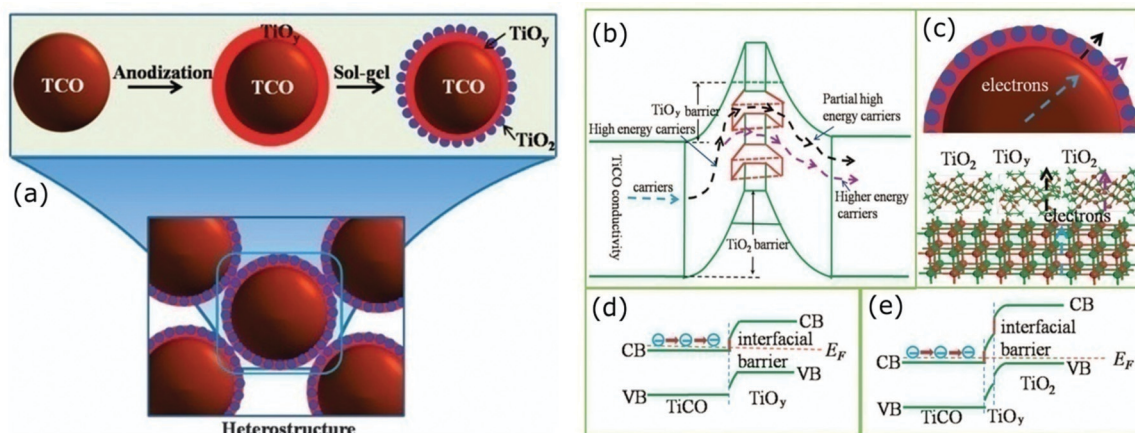 TiOy
TiOy
TCO
Anodization
TCO
Sol-gel
TCO
TiO2
(a)
Heterostructure
(b)
TiOy barrier
Partial high
energy carriers
High energy carriers
carriers
TiCO conductivity
Higher energy
carriers
TiO2 barrier
(c)
electrons
TiO2 TiOy TiO2
electrons
(d)
CB
CB
interfacial
barrier
EF
VB
VB
TiCO
TiOy
(e)
CB
CB
interfacial
barrier
EF
VB
TiO2
VB
TiCO
TiOy